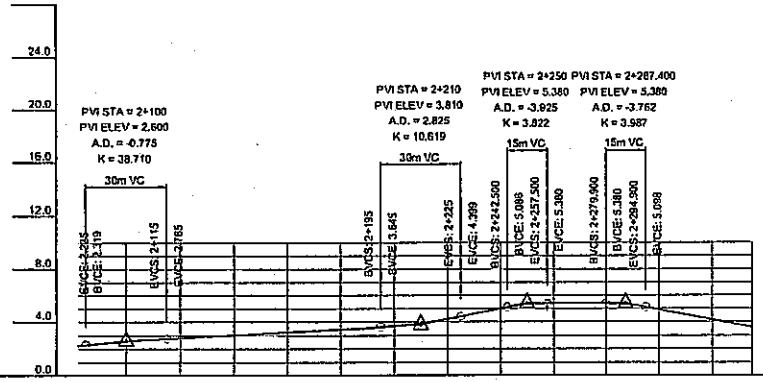 24.0
20.0
16.0
12.0
8.0
4.0
0.0
PVI STA = 2+100
PVI ELEV = 2.600
A.D. = -0.775
K = 38.710
30m VC
BVCE: 2.319
EVCS: 2+115
EVCE: 2.765
PVI STA = 2+210
PVI ELEV = 3.810
A.D. = 2.825
K = 10.619
30m VC
BVCS: 2+195
BVCE: 3.645
EVCS: 2+225
EVCE: 4.399
PVI STA = 2+250
PVI ELEV = 5.380
A.D. = -3.925
K = 3.822
15m VC
BVCS: 2+242.500
BVCE: 5.086
EVCS: 2+257.500
EVCE: 5.380
PVI STA = 2+287.400
PVI ELEV = 5.380
A.D. = -3.762
K = 3.987
15m VC
BVCS: 2+279.900
BVCE: 5.380
EVCS: 2+294.900
EVCE: 5.098